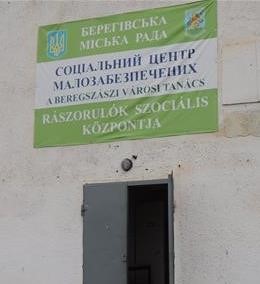 БЕРЕГІВСЬКА
МІСЬКА РАДА
СОЦІАЛЬНИЙ ЦЕНТР
МАЛОЗАБЕЗПЕЧЕНИХ
A BEREGSZÁSZI VÁROSI TANÁCS
RÁSZORULÓK SZOCIÁLIS
KÖZPONTJA